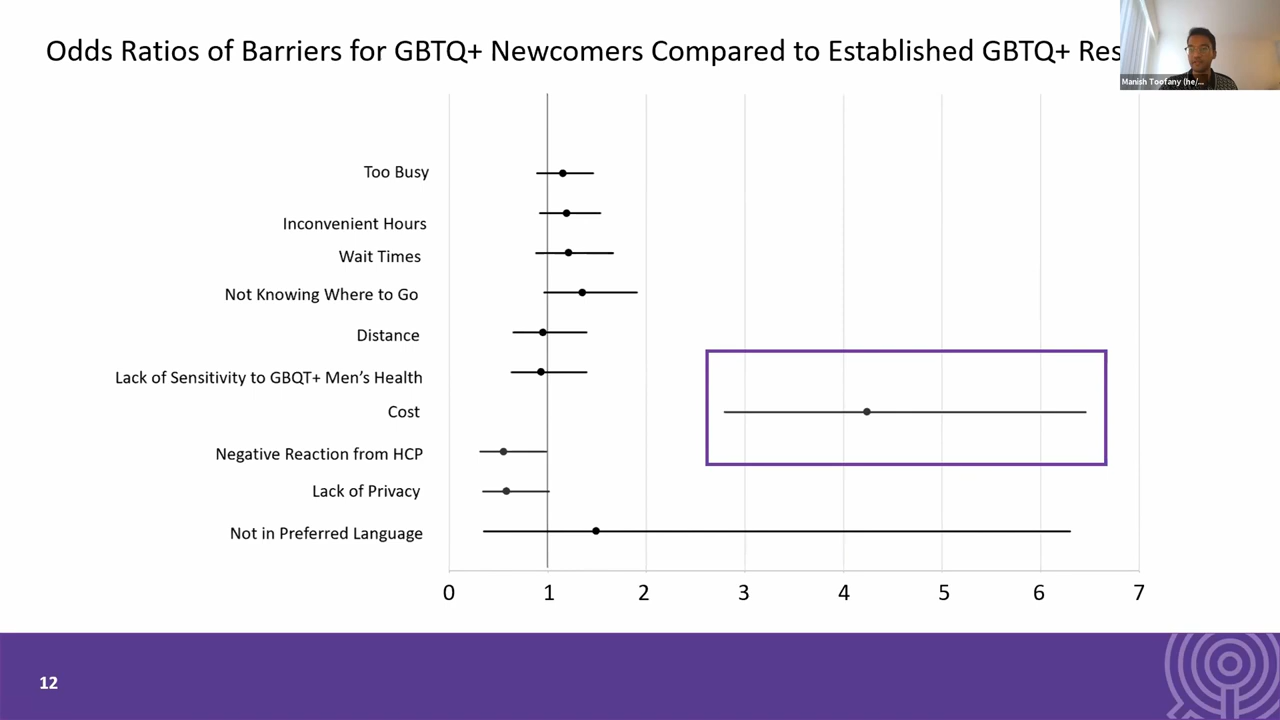 Odds Ratios of Barriers for GBTQ+ Newcomers Compared to Established GBTQ+
Manish Toofany (he/...
Too Busy
Inconvenient Hours
Wait Times
Not Knowing Where to Go
Distance
Lack of Sensitivity to GBQT+ Men’s Health
Cost
Negative Reaction from HCP
Lack of Privacy
Not in Preferred Language
0 1 2 3 4 5 6 7
12